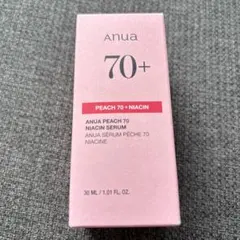 Anua
70+
PEACH 70 • NIACIN
ANUA PEACH 70
NIACIN SERUM
ANUA SÉRUM PÊCHE 70
NIACINE
30 ML / 1.01 FL. OZ.